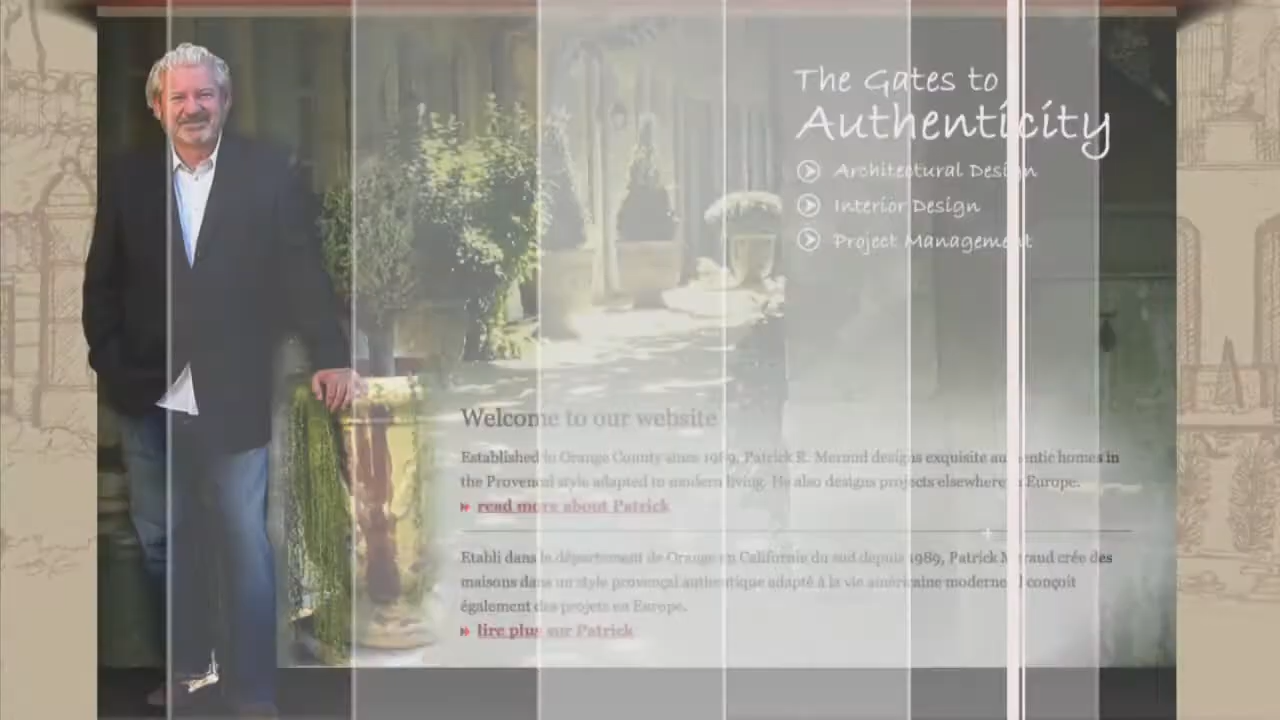 The Gates to
Authenticity
Architectural Design
Interior Design
Project Management
Welcome to our website
Established in Orange County since 1989, Patrick R. Meraud designs exquisite authentic homes in
the Provencal style adapted to modern living. He also designs projects elsewhere in Europe.
read more about Patrick
Etabli dans le département de Orange en Californie du sud depuis 1989, Patrick Meraud crée des
maisons dans un style provençal authentique adapté à la vie américaine moderne. Il conçoit
également des projets en Europe.
lire plus sur Patrick